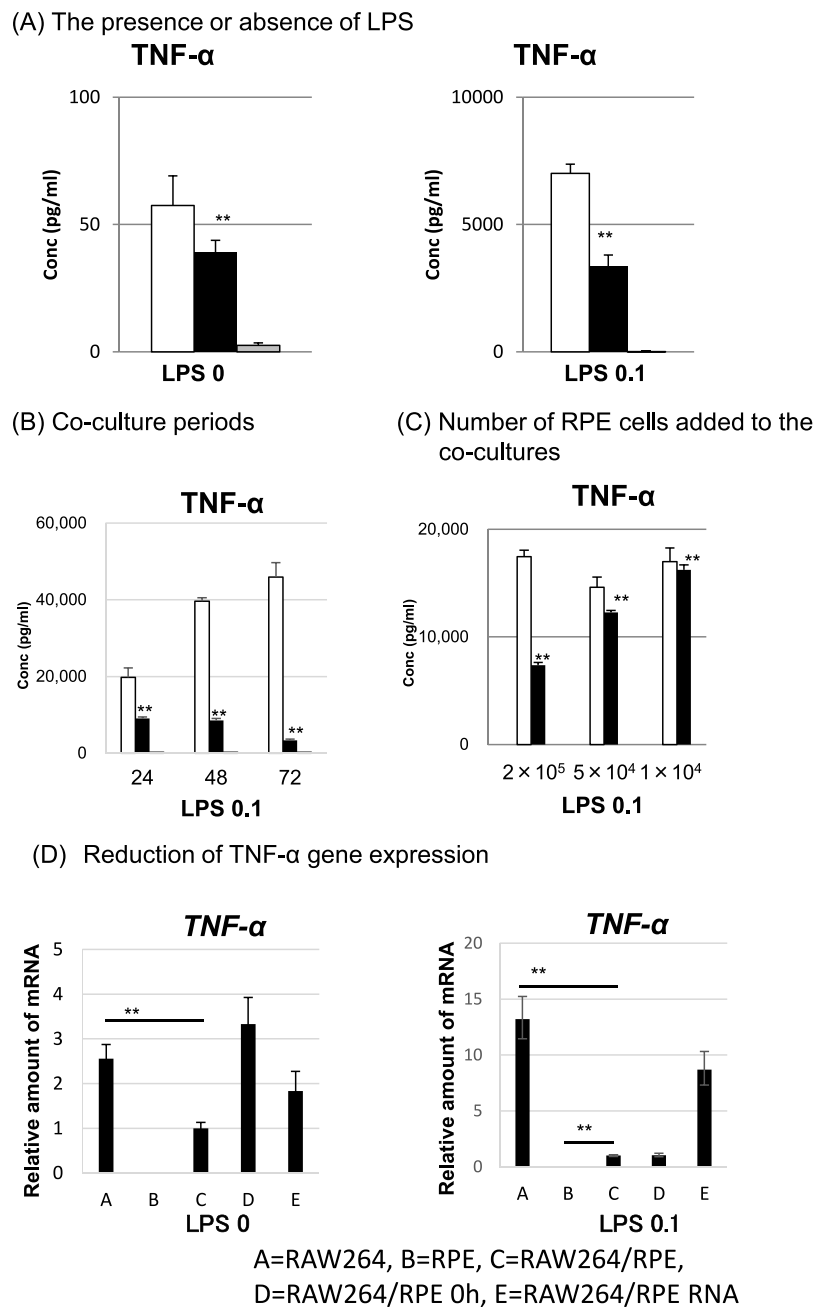 (A) The presence or absence of LPS
TNF-α
TNF-α
100
50
0
Conc (pg/ml)
**
LPS 0
10000
5000
0
Conc (pg/ml)
**
LPS 0.1
(B) Co-culture periods
(C) Number of RPE cells added to the
co-cultures
TNF-α
60,000
40,000
20,000
0
Conc (pg/ml)
**
**
**
24 48 72
LPS 0.1
TNF-α
20,000
10,000
0
Conc (pg/ml)
**
**
**
2 × 10⁵ 5 × 10⁴ 1 × 10⁴
LPS 0.1
(D) Reduction of TNF-α gene expression
TNF-α
5
4
3
2
1
0
Relative amount of mRNA
**
A B C D E
LPS 0
TNF-α
20
15
10
5
0
Relative amount of mRNA
**
**
A B C D E
LPS 0.1
A=RAW264, B=RPE, C=RAW264/RPE,
D=RAW264/RPE 0h, E=RAW264/RPE RNA